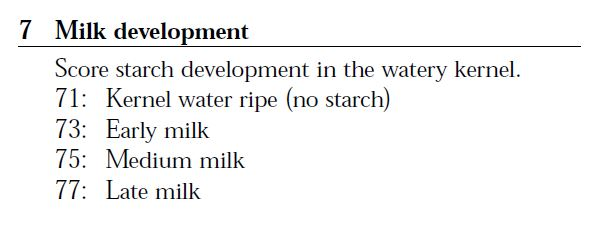 7 Milk development
Score starch development in the watery kernel.
71: Kernel water ripe (no starch)
73: Early milk
75: Medium milk
77: Late milk